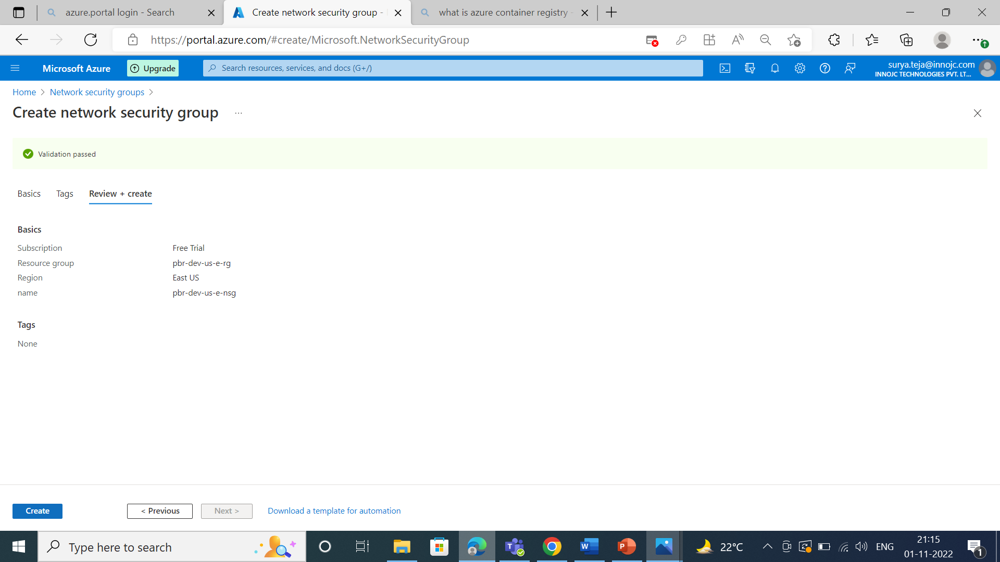 azure.portal login - Search
Create network security group -
what is azure container registry -
https://portal.azure.com/#create/Microsoft.NetworkSecurityGroup
Microsoft Azure
Upgrade
Search resources, services, and docs (G+/)
surya.teja@innojc.com
INNOJC TECHNOLOGIES PVT. LT...
Home > Network security groups >
Create network security group ...
Validation passed
Basics Tags Review + create
Basics
Subscription Free Trial
Resource group pbr-dev-us-e-rg
Region East US
name pbr-dev-us-e-nsg
Tags
None
Create < Previous Next > Download a template for automation
Type here to search
22°C
ENG
21:15
01-11-2022
1